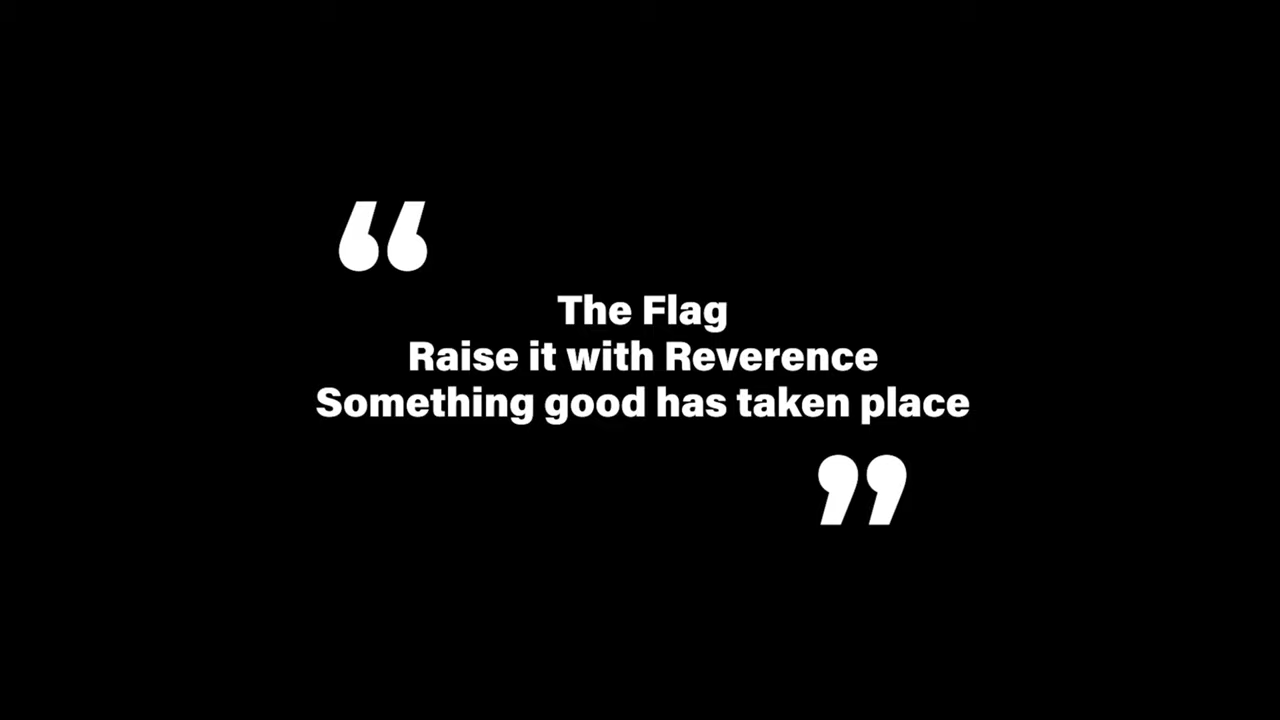 “
The Flag
Raise it with Reverence
Something good has taken place
”